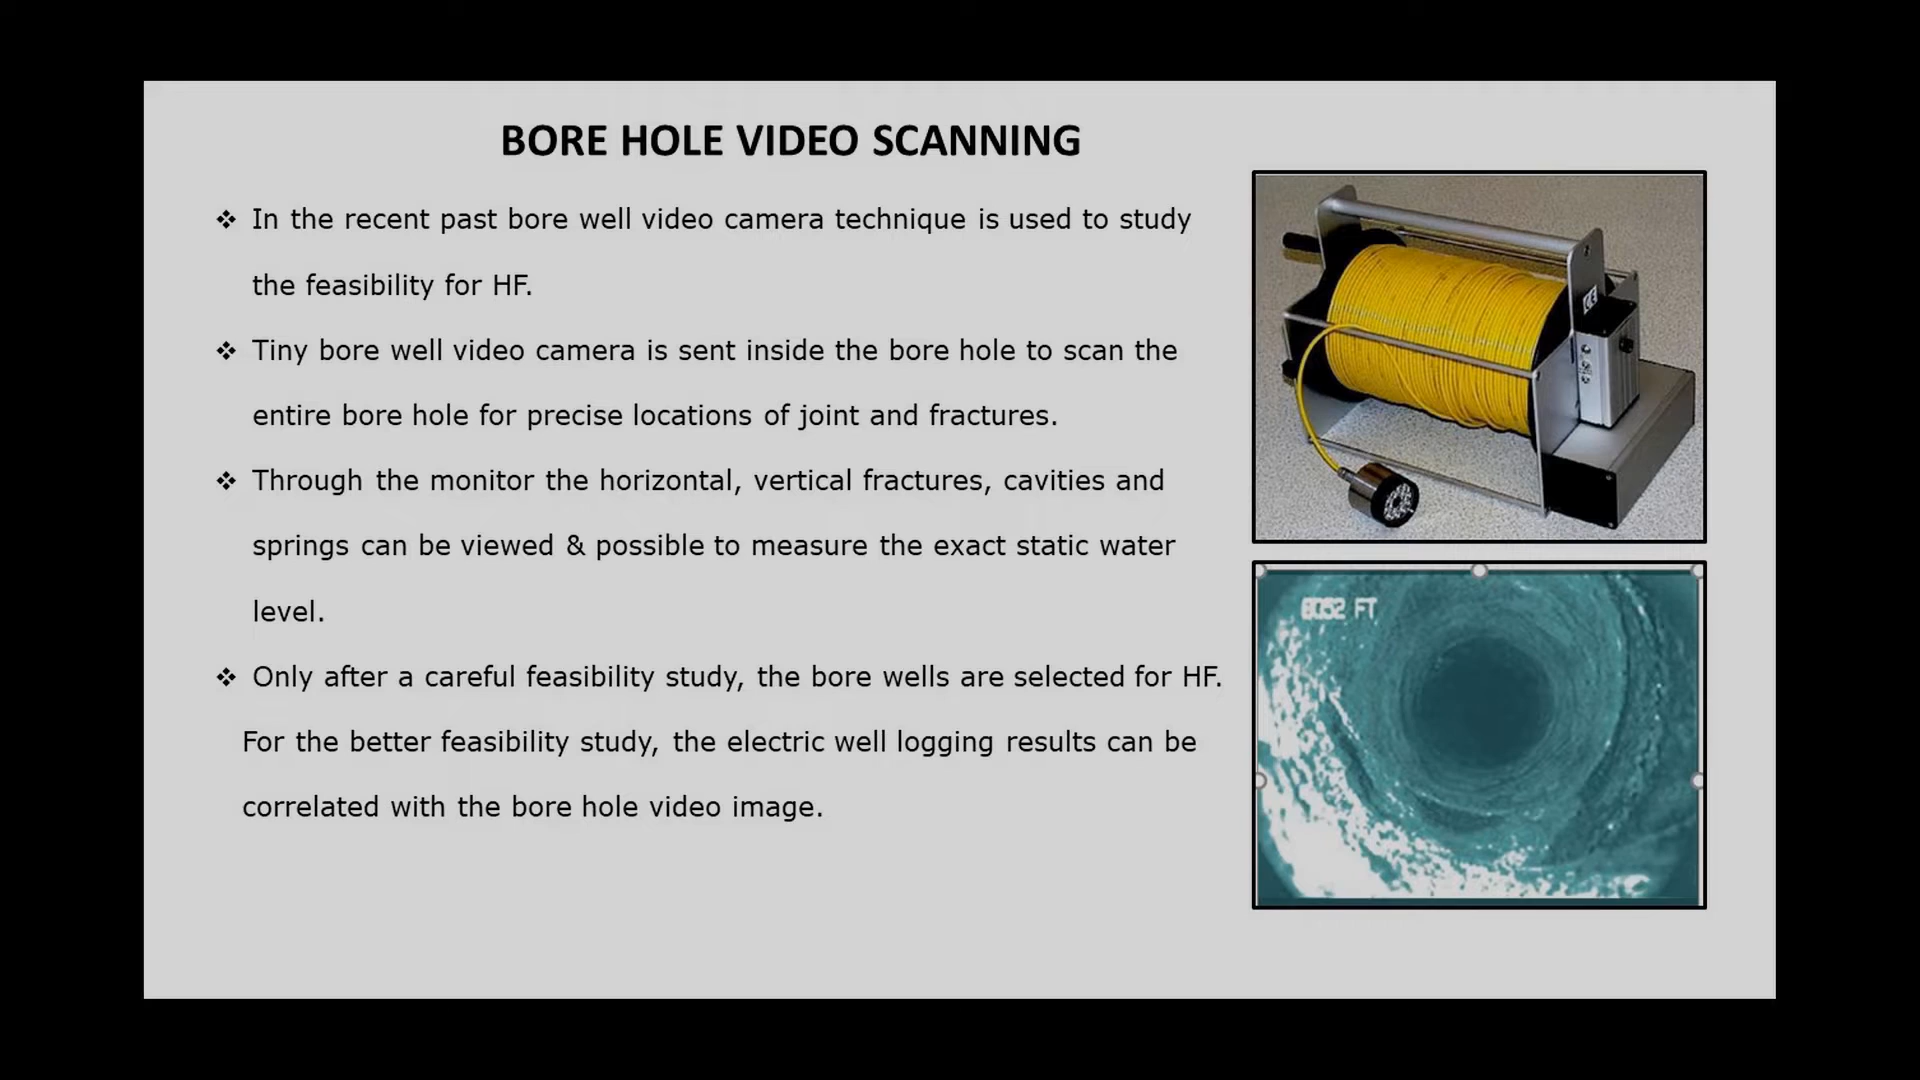 BORE HOLE VIDEO SCANNING
❖ In the recent past bore well video camera technique is used to study
the feasibility for HF.
❖ Tiny bore well video camera is sent inside the bore hole to scan the
entire bore hole for precise locations of joint and fractures.
❖ Through the monitor the horizontal, vertical fractures, cavities and
springs can be viewed & possible to measure the exact static water
level.
❖ Only after a careful feasibility study, the bore wells are selected for HF.
For the better feasibility study, the electric well logging results can be
correlated with the bore hole video image.
CE
FT